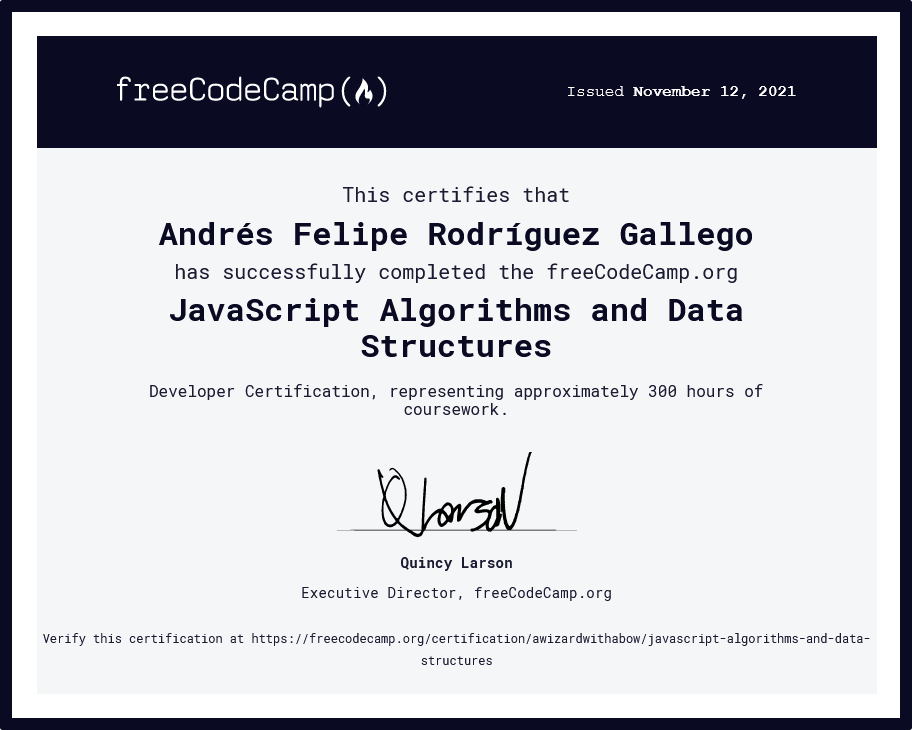 freeCodeCamp(🔥)
Issued November 12, 2021
This certifies that
Andrés Felipe Rodríguez Gallego
has successfully completed the freeCodeCamp.org
JavaScript Algorithms and Data
Structures
Developer Certification, representing approximately 300 hours of
coursework.
Quincy Larson
Executive Director, freeCodeCamp.org
Verify this certification at https://freecodecamp.org/certification/awizardwithabow/javascript-algorithms-and-data-
structures